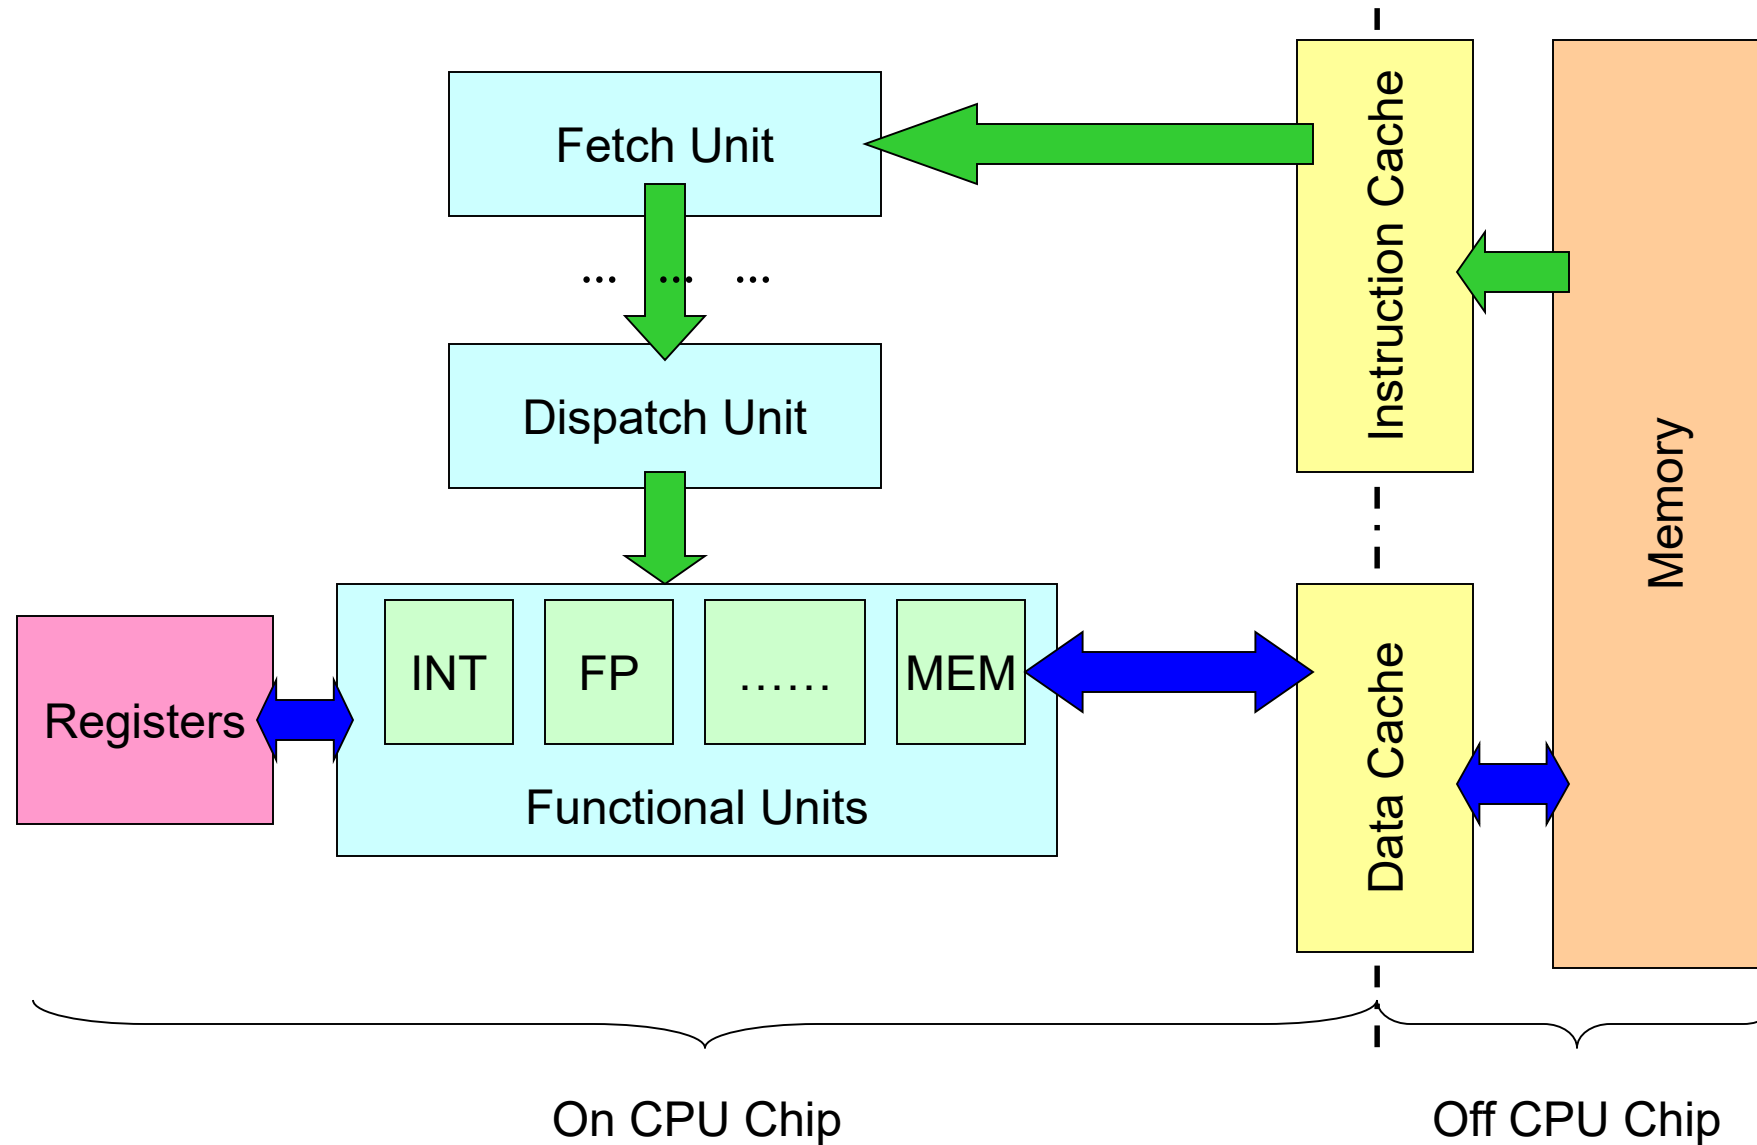 Fetch Unit
Instruction Cache
... ... ...
Dispatch Unit
Memory
INT
FP
......
MEM
Registers
Functional Units
Data Cache
On CPU Chip
Off CPU Chip